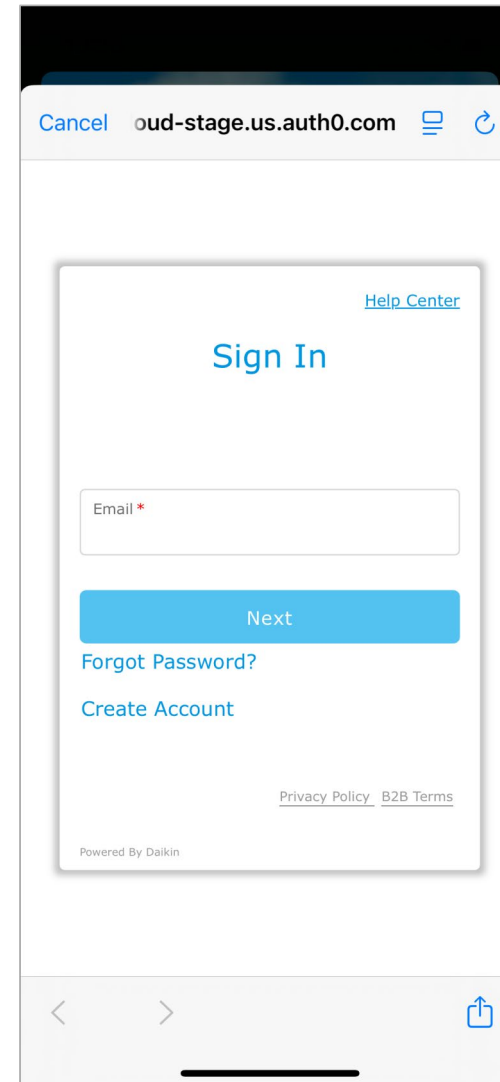 Cancel oud-stage.us.auth0.com
Help Center
Sign In
Email *
Next
Forgot Password?
Create Account
Privacy Policy B2B Terms
Powered By Daikin